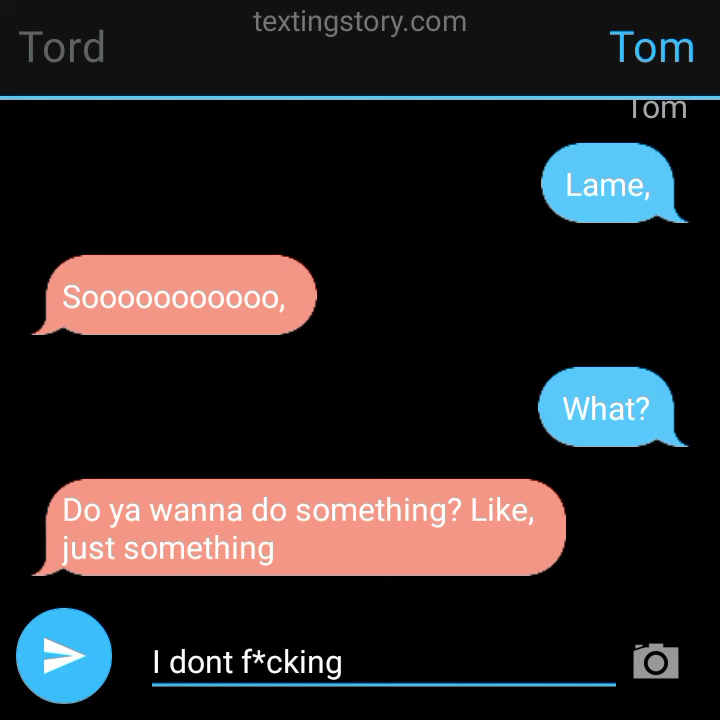 textingstory.com
Tord
Tom
Tom
Lame,
Sooooooooooo,
What?
Do ya wanna do something? Like,
just something
I dont f*cking